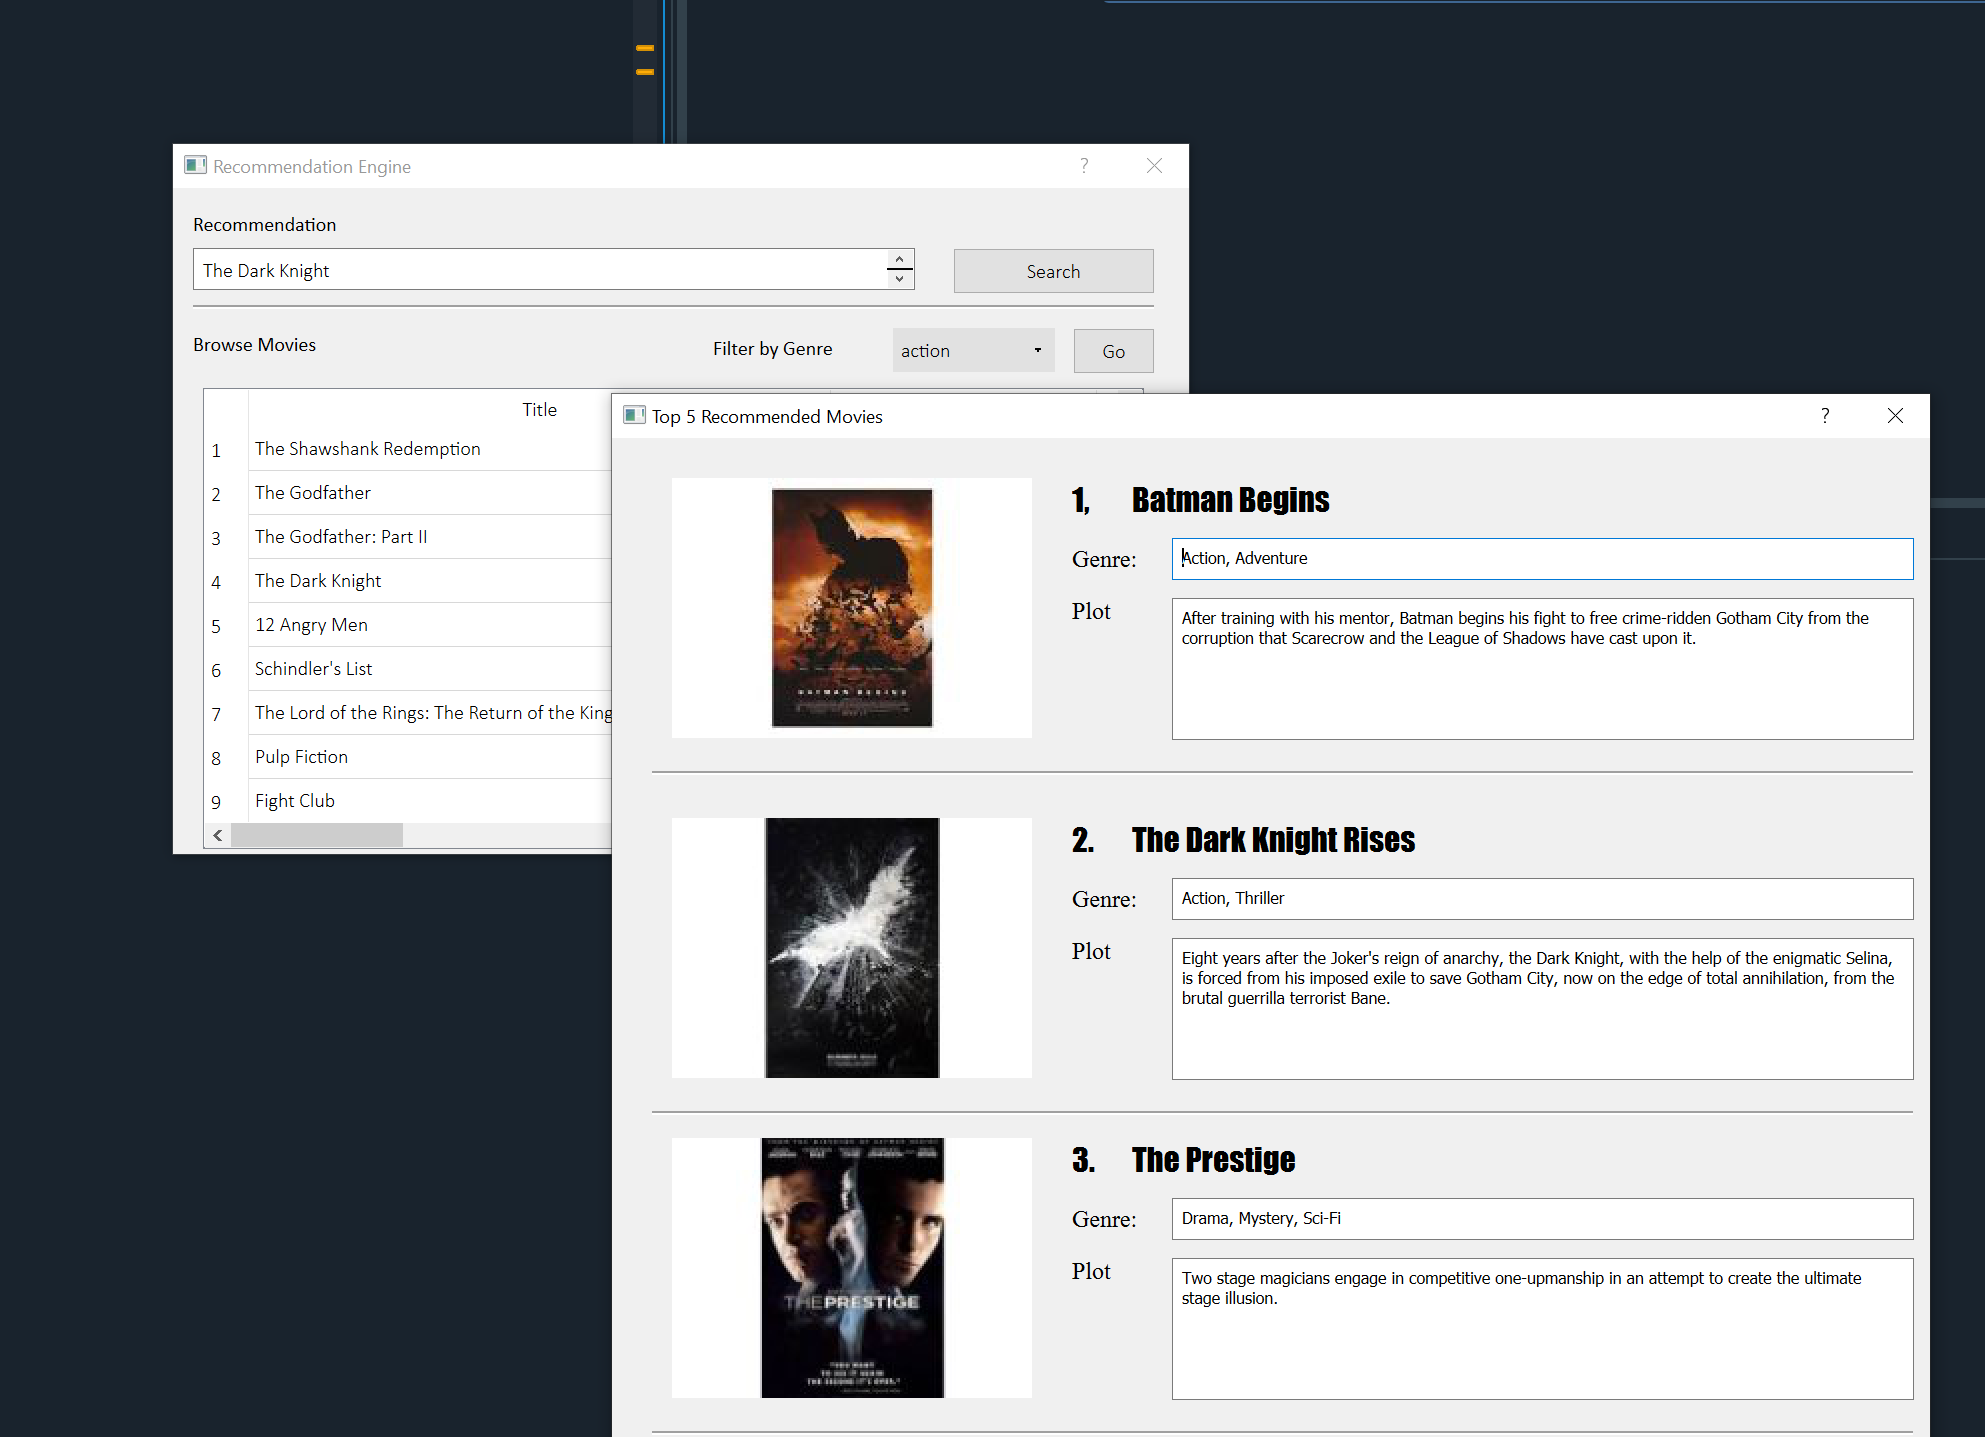 Recommendation Engine
?
Recommendation
The Dark Knight
Search
Browse Movies
Filter by Genre
action
Go
Title
1 The Shawshank Redemption
2 The Godfather
3 The Godfather: Part II
4 The Dark Knight
5 12 Angry Men
6 Schindler's List
7 The Lord of the Rings: The Return of the King
8 Pulp Fiction
9 Fight Club
Top 5 Recommended Movies
?
1, Batman Begins
Genre: Action, Adventure
Plot
After training with his mentor, Batman begins his fight to free crime-ridden Gotham City from the
corruption that Scarecrow and the League of Shadows have cast upon it.
BATMAN BEGINS
2. The Dark Knight Rises
Genre: Action, Thriller
Plot
Eight years after the Joker's reign of anarchy, the Dark Knight, with the help of the enigmatic Selina,
is forced from his imposed exile to save Gotham City, now on the edge of total annihilation, from the
brutal guerrilla terrorist Bane.
3. The Prestige
Genre: Drama, Mystery, Sci-Fi
Plot
Two stage magicians engage in competitive one-upmanship in an attempt to create the ultimate
stage illusion.
THE PRESTIGE